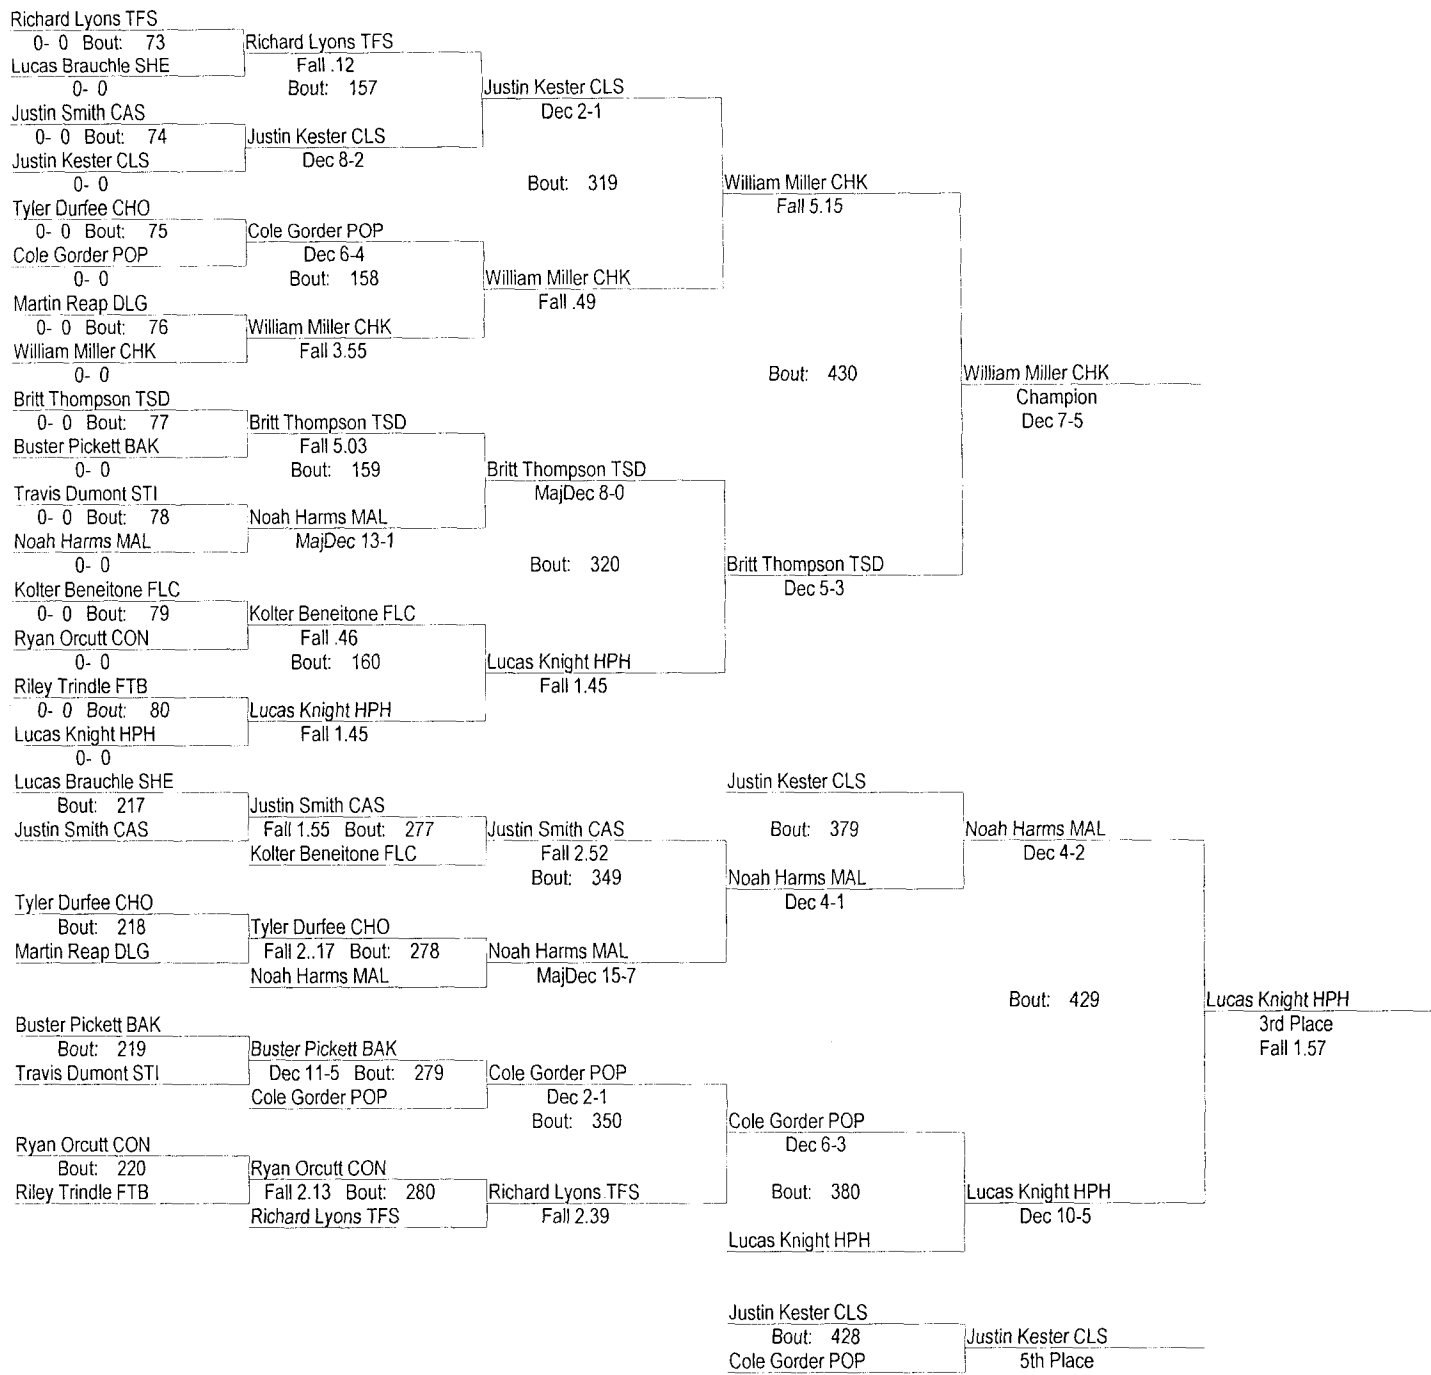 Richard Lyons TFS
0- 0 Bout: 73
Lucas Brauchle SHE
0- 0
Justin Smith CAS
0- 0 Bout: 74
Justin Kester CLS
0- 0
Tyler Durfee CHO
0- 0 Bout: 75
Cole Gorder POP
0- 0
Martin Reap DLG
0- 0 Bout: 76
William Miller CHK
0- 0
Britt Thompson TSD
0- 0 Bout: 77
Buster Pickett BAK
0- 0
Travis Dumont STI
0- 0 Bout: 78
Noah Harms MAL
0- 0
Kolter Beneitone FLC
0- 0 Bout: 79
Ryan Orcutt CON
0- 0
Riley Trindle FTB
0- 0 Bout: 80
Lucas Knight HPH
0- 0
Richard Lyons TFS
Fall .12
Bout: 157
Justin Kester CLS
Dec 8-2
Cole Gorder POP
Dec 6-4
Bout: 158
William Miller CHK
Fall 3.55
Britt Thompson TSD
Fall 5.03
Bout: 159
Noah Harms MAL
MajDec 13-1
Kolter Beneitone FLC
Fall .46
Bout: 160
Lucas Knight HPH
Fall 1.45
Justin Kester CLS
Dec 2-1
Bout: 319
William Miller CHK
Fall .49
Britt Thompson TSD
MajDec 8-0
Bout: 320
Lucas Knight HPH
Fall 1.45
William Miller CHK
Fall 5.15
Bout: 430
Britt Thompson TSD
Dec 5-3
William Miller CHK
Champion
Dec 7-5
Lucas Brauchle SHE
Bout: 217
Justin Smith CAS
Tyler Durfee CHO
Bout: 218
Martin Reap DLG
Buster Pickett BAK
Bout: 219
Travis Dumont STI
Ryan Orcutt CON
Bout: 220
Riley Trindle FTB
Justin Smith CAS
Fall 1.55 Bout: 277
Kolter Beneitone FLC
Tyler Durfee CHO
Fall 2..17 Bout: 278
Noah Harms MAL
Buster Pickett BAK
Dec 11-5 Bout: 279
Cole Gorder POP
Ryan Orcutt CON
Fall 2.13 Bout: 280
Richard Lyons TFS
Justin Smith CAS
Fall 2.52
Bout: 349
Noah Harms MAL
MajDec 15-7
Cole Gorder POP
Dec 2-1
Bout: 350
Richard Lyons TFS
Fall 2.39
Justin Kester CLS
Bout: 379
Noah Harms MAL
Dec 4-1
Cole Gorder POP
Dec 6-3
Bout: 380
Lucas Knight HPH
Noah Harms MAL
Dec 4-2
Bout: 429
Lucas Knight HPH
Dec 10-5
Lucas Knight HPH
3rd Place
Fall 1.57
Justin Kester CLS
Bout: 428
Cole Gorder POP
Justin Kester CLS
5th Place